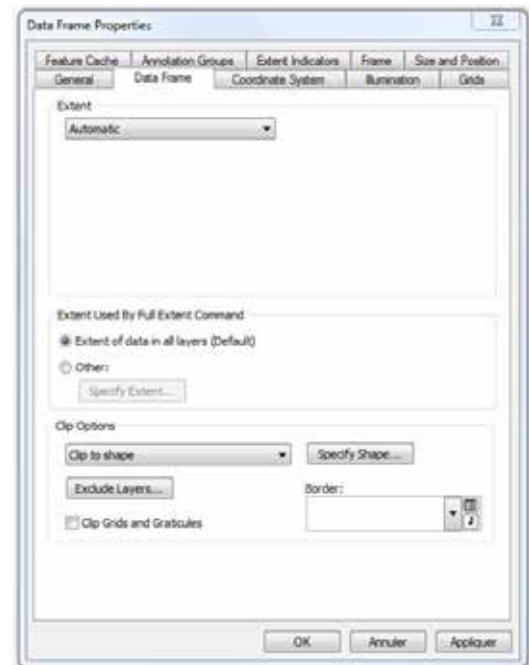 Data Frame Properties
Feature Cache Annotation Groups Extent Indicators Frame Size and Position
General Data Frame Coordinate System Illumination Grids
Extent
Automatic
Extent Used By Full Extent Command
Extent of data in all layers (Default)
Other:
Specify Extent...
Clip Options
Clip to shape Specify Shape...
Exclude Layers... Border:
Clip Grids and Graticules
OK Annuler Appliquer